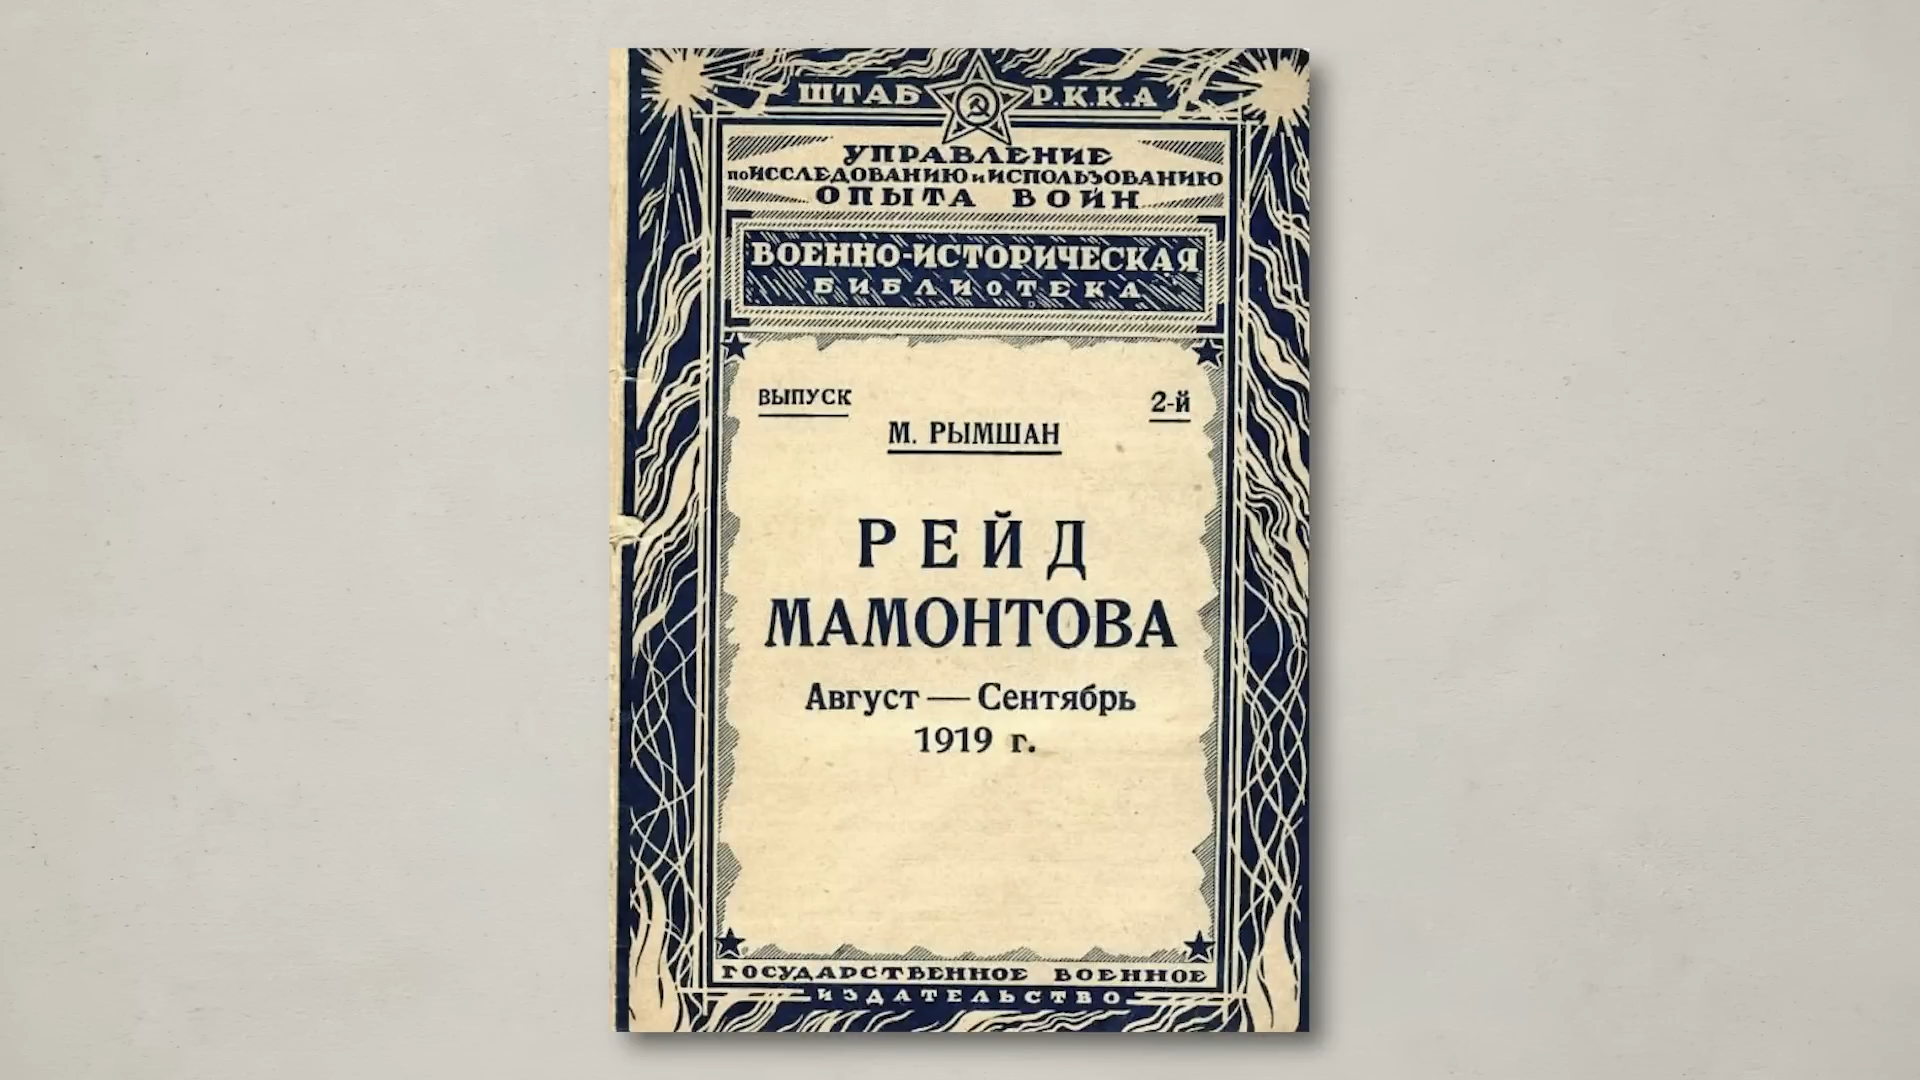 ШТАБ Р.К.К.А
УПРАВЛЕНИЕ
по ИССЛЕДОВАНИЮ и ИСПОЛЬЗОВАНИЮ
ОПЫТА ВОЙН
ВОЕННО-ИСТОРИЧЕСКАЯ
БИБЛИОТЕКА
ВЫПУСК 2-й
М. РЫМШАН
РЕЙД
МАМОНТОВА
Август — Сентябрь
1919 г.
ГОСУДАРСТВЕННОЕ ВОЕННОЕ
ИЗДАТЕЛЬСТВО